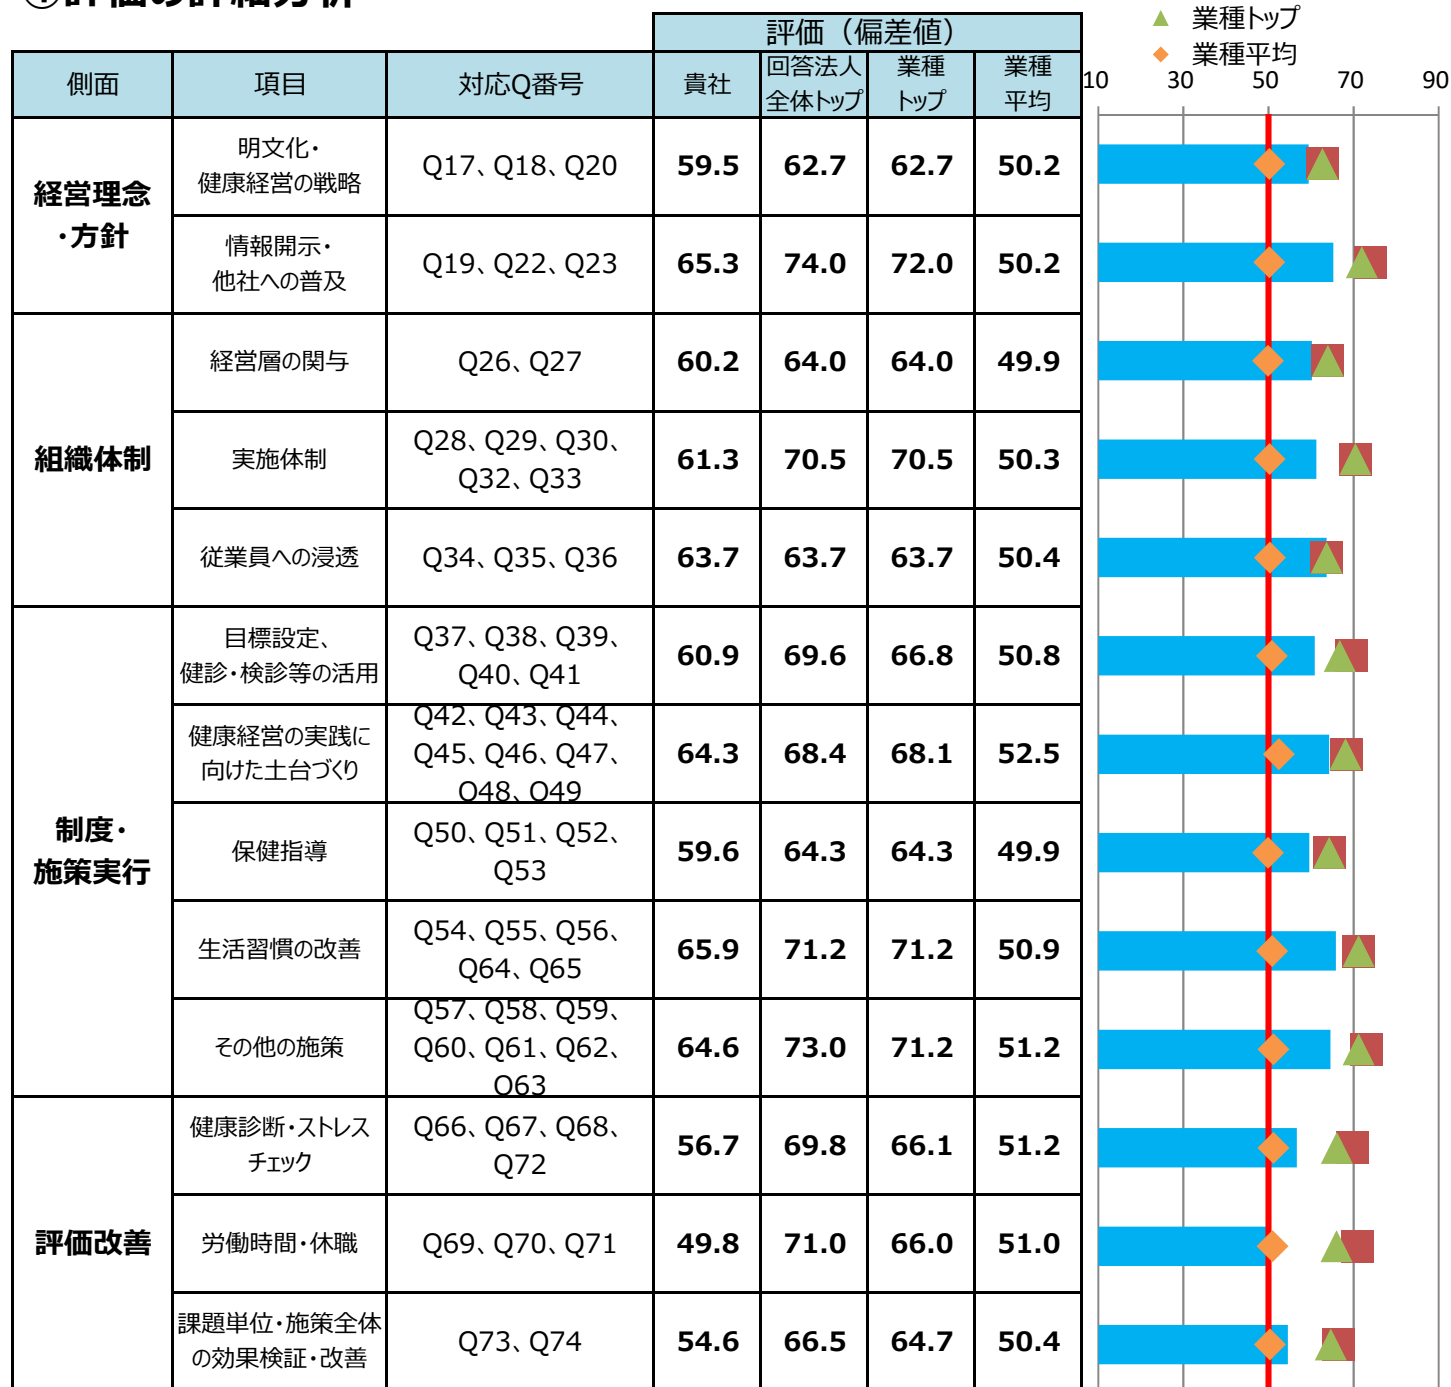 ①評価の詳細分析
▲ 業種トップ
◆ 業種平均
10 30 50 70 90
評価（偏差値）
側面 項目 対応Q番号 貴社 回答法人全体トップ 業種トップ 業種平均
経営理念・方針
明文化・健康経営の戦略 Q17、Q18、Q20 59.5 62.7 62.7 50.2
情報開示・他社への普及 Q19、Q22、Q23 65.3 74.0 72.0 50.2
組織体制
経営層の関与 Q26、Q27 60.2 64.0 64.0 49.9
実施体制 Q28、Q29、Q30、Q32、Q33 61.3 70.5 70.5 50.3
従業員への浸透 Q34、Q35、Q36 63.7 63.7 63.7 50.4
制度・施策実行
目標設定、健診・検診等の活用 Q37、Q38、Q39、Q40、Q41 60.9 69.6 66.8 50.8
健康経営の実践に向けた土台づくり Q42、Q43、Q44、Q45、Q46、Q47、Q48、Q49 64.3 68.4 68.1 52.5
保健指導 Q50、Q51、Q52、Q53 59.6 64.3 64.3 49.9
生活習慣の改善 Q54、Q55、Q56、Q64、Q65 65.9 71.2 71.2 50.9
その他の施策 Q57、Q58、Q59、Q60、Q61、Q62、Q63 64.6 73.0 71.2 51.2
評価改善
健康診断・ストレスチェック Q66、Q67、Q68、Q72 56.7 69.8 66.1 51.2
労働時間・休職 Q69、Q70、Q71 49.8 71.0 66.0 51.0
課題単位・施策全体の効果検証・改善 Q73、Q74 54.6 66.5 64.7 50.4